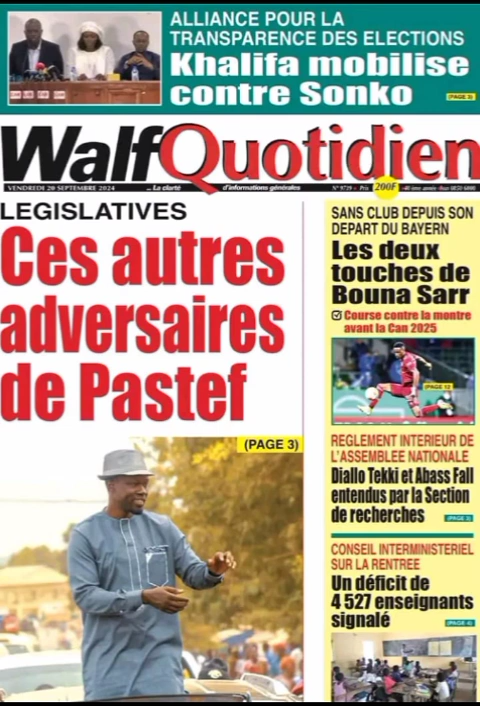 ALLIANCE POUR LA
TRANSPARENCE DES ELECTIONS
Khalifa mobilise
contre Sonko
(PAGE 3)
WalfQuotidien
VENDREDI 20 SEPTEMBRE 2024
... La clarté
d'informations générales
Prix
200F
LEGISLATIVES
Ces autres
adversaires
de Pastef
(PAGE 3)
SANS CLUB DEPUIS SON
DEPART DU BAYERN
Les deux
touches de
Bouna Sarr
Course contre la montre
avant la Can 2025
(PAGE 12)
REGLEMENT INTERIEUR DE
L'ASSEMBLEE NATIONALE
Diallo Tekki et Abass Fall
entendus par la Section
de recherches
CONSEIL INTERMINISTERIEL
SUR LA RENTREE
Un déficit de
4 527 enseignants
signalé
(PAGE 4)